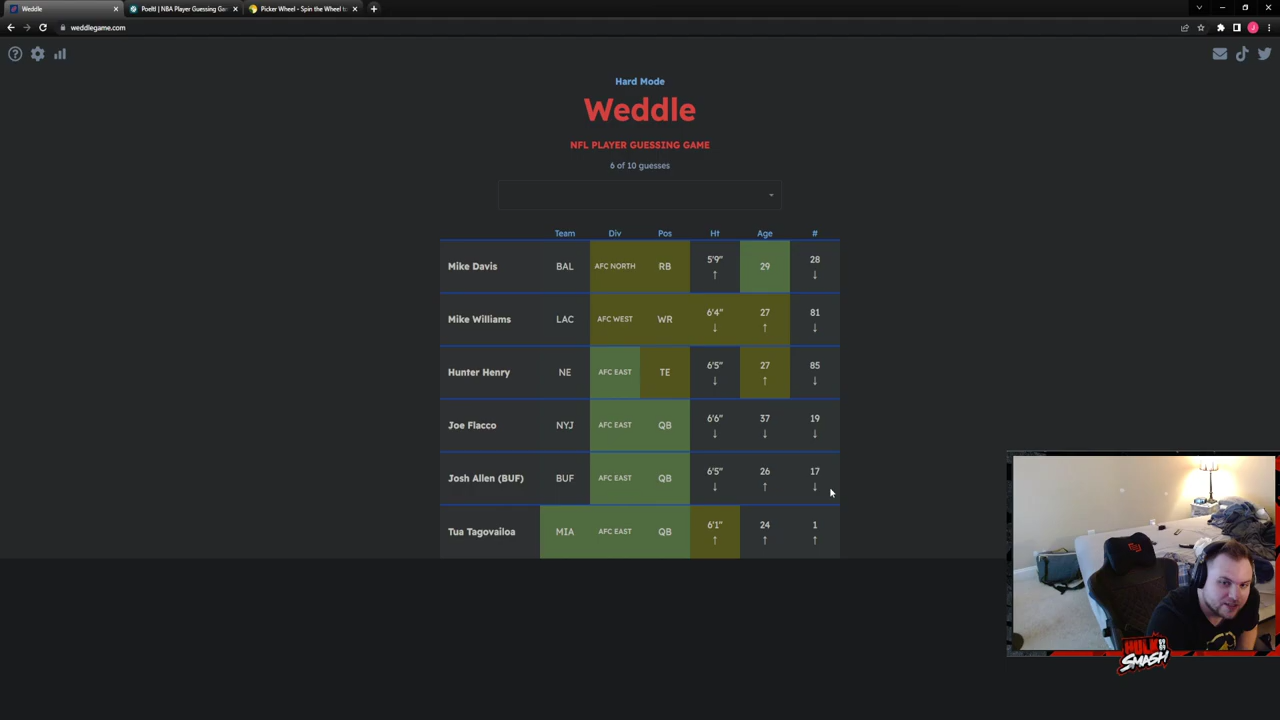 Weddle
Poeltl | NBA Player Guessing Ga
Picker Wheel - Spin the Wheel to
weddlegame.com
Hard Mode
Weddle
NFL PLAYER GUESSING GAME
6 of 10 guesses
Team Div Pos Ht Age #
Mike Davis BAL AFC NORTH RB 5'9" ↑ 29 28 ↓
Mike Williams LAC AFC WEST WR 6'4" ↓ 27 ↑ 81 ↓
Hunter Henry NE AFC EAST TE 6'5" ↓ 27 ↑ 85 ↓
Joe Flacco NYJ AFC EAST QB 6'6" ↓ 37 ↓ 19 ↓
Josh Allen (BUF) BUF AFC EAST QB 6'5" ↓ 26 ↑ 17 ↓
Tua Tagovailoa MIA AFC EAST QB 6'1" ↑ 24 ↑ 1 ↑
HULK
SMASH